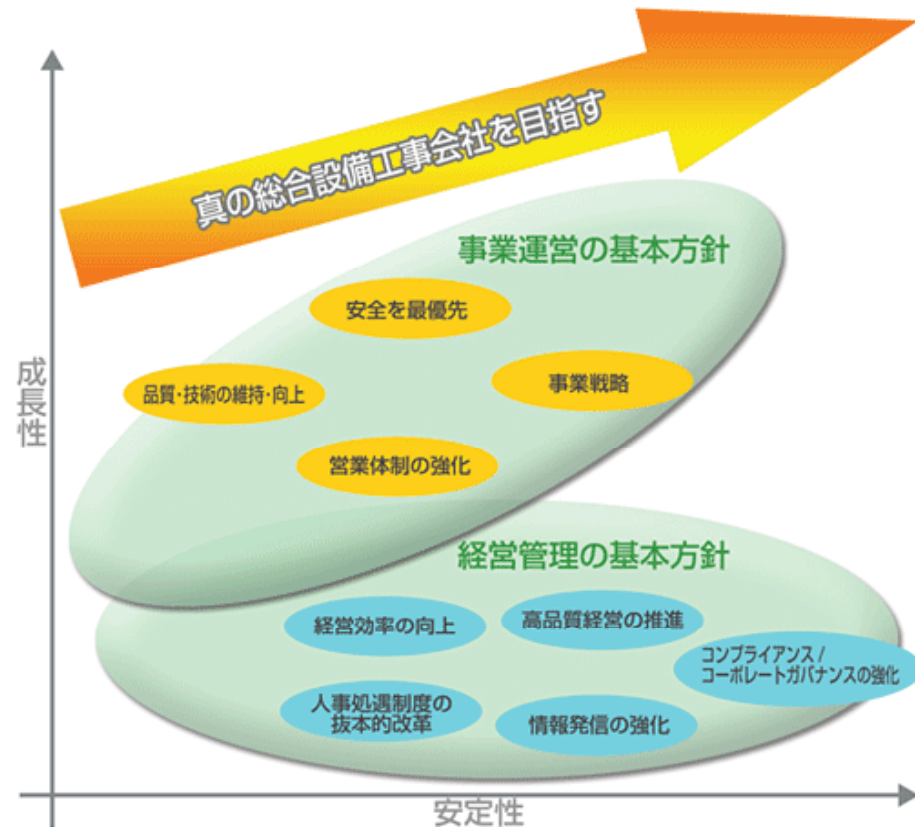 真の総合設備工事会社を目指す
事業運営の基本方針
安全を最優先
品質・技術の維持・向上
事業戦略
営業体制の強化
成長性
経営管理の基本方針
経営効率の向上
高品質経営の推進
コンプライアンス /
コーポレートガバナンスの強化
人事処遇制度の
抜本的改革
情報発信の強化
安定性